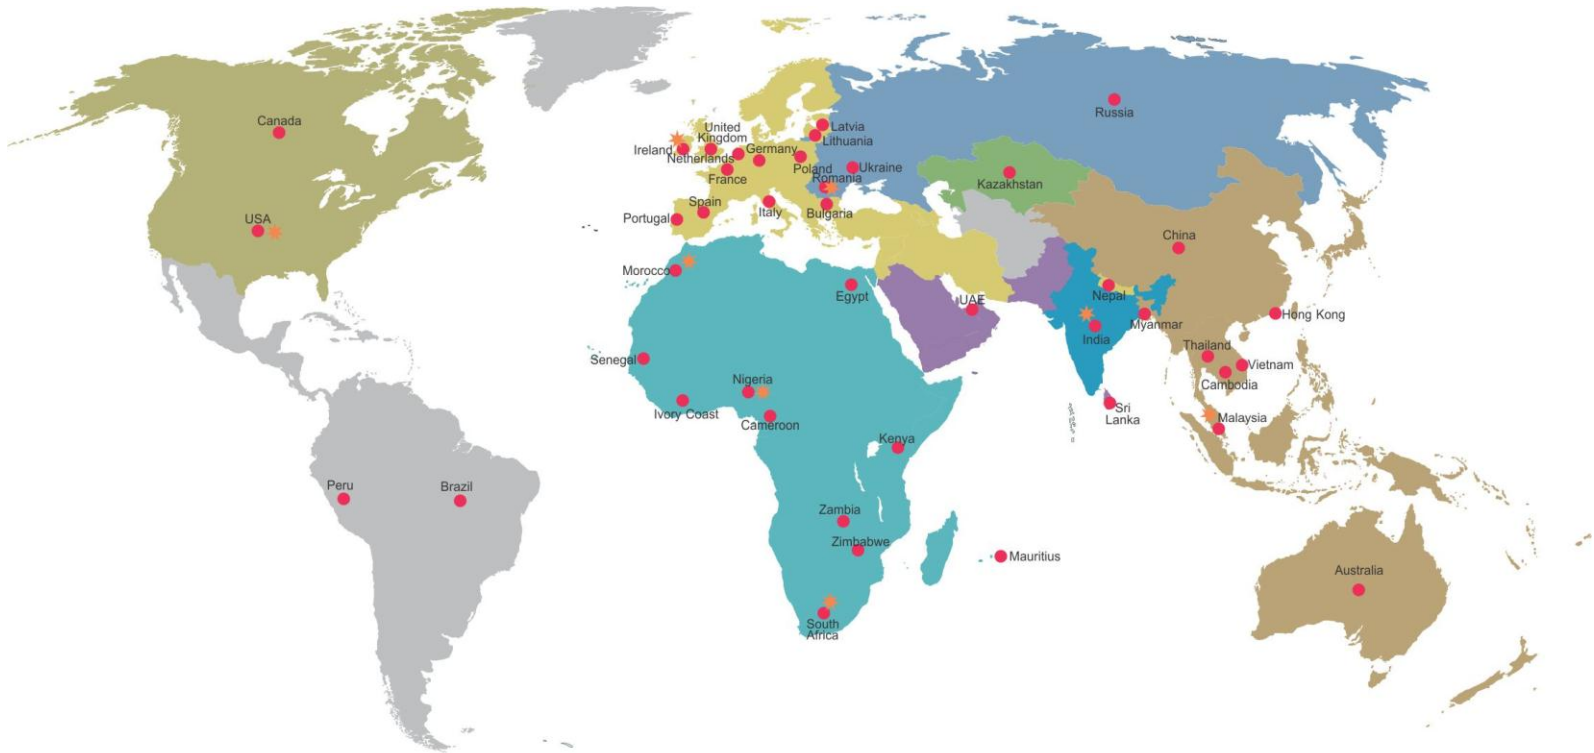 Canada
USA
Peru
Brazil
Ireland
United
Kingdom
Netherlands
Germany
France
Spain
Portugal
Italy
Poland
Latvia
Lithuania
Ukraine
Romania
Bulgaria
Russia
Kazakhstan
China
Morocco
Egypt
UAE
Nepal
India
Myanmar
Hong Kong
Thailand
Vietnam
Cambodia
Sri
Lanka
Malaysia
Senegal
Ivory Coast
Nigeria
Cameroon
Kenya
Zambia
Zimbabwe
Mauritius
South
Africa
Australia